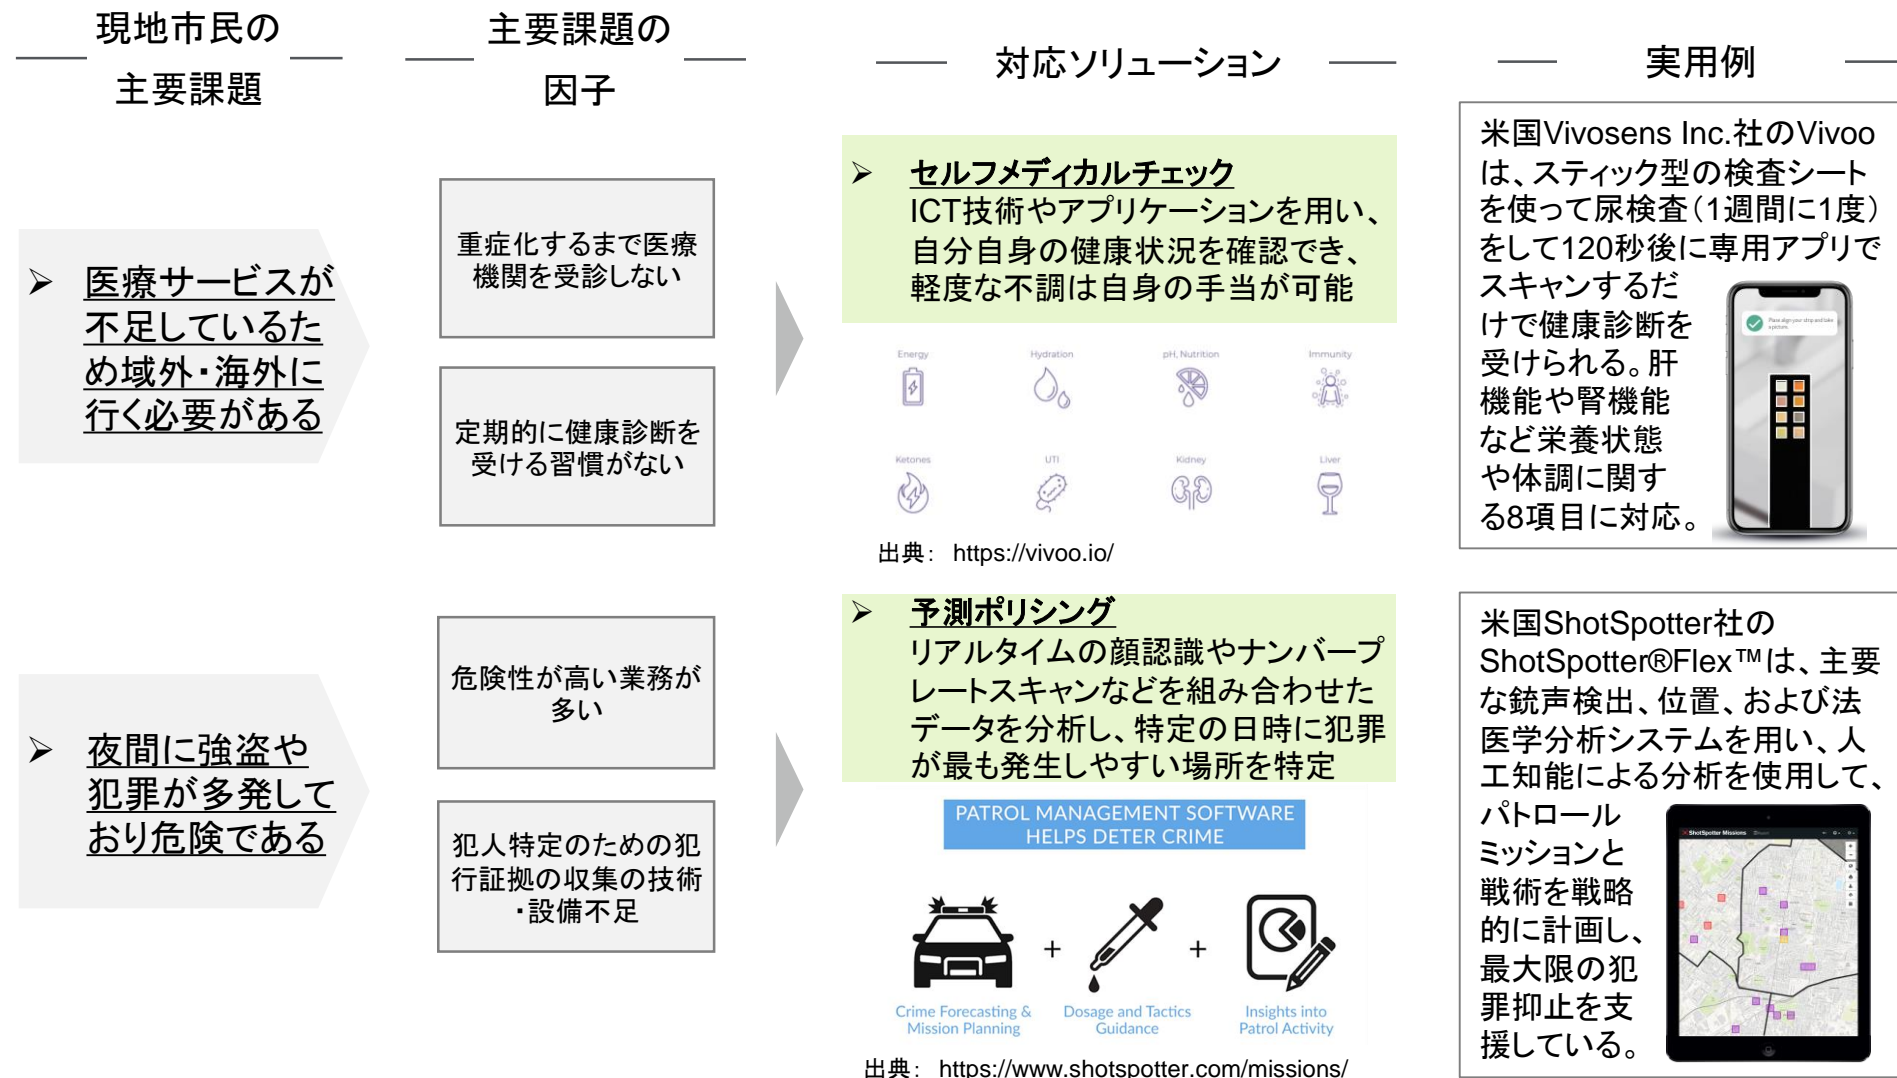 現地市民の
主要課題
主要課題の
因子
対応ソリューション
実用例
➢ 医療サービスが
不足しているた
め域外・海外に
行く必要がある
重症化するまで医療
機関を受診しない
定期的に健康診断を
受ける習慣がない
➢ セルフメディカルチェック
ICT技術やアプリケーションを用い、
自分自身の健康状況を確認でき、
軽度な不調は自身の手当が可能
Energy
Hydration
pH, Nutrition
Immunity
Ketones
UTI
Kidney
Liver
出典： https://vivoo.io/
米国Vivosens Inc.社のVivoo
は、スティック型の検査シート
を使って尿検査（1週間に1度）
をして120秒後に専用アプリで
スキャンするだ
けで健康診断を
受けられる。肝
機能や腎機能
など栄養状態
や体調に関す
る8項目に対応。
Please align your strip and take
a picture.
➢ 夜間に強盗や
犯罪が多発して
おり危険である
危険性が高い業務が
多い
犯人特定のための犯
行証拠の収集の技術
・設備不足
➢ 予測ポリシング
リアルタイムの顔認識やナンバープ
レートスキャンなどを組み合わせた
データを分析し、特定の日時に犯罪
が最も発生しやすい場所を特定
PATROL MANAGEMENT SOFTWARE
HELPS DETER CRIME
+
+
Crime Forecasting &
Mission Planning
Dosage and Tactics
Guidance
Insights into
Patrol Activity
出典： https://www.shotspotter.com/missions/
米国ShotSpotter社の
ShotSpotter®Flex™は、主要
な銃声検出、位置、および法
医学分析システムを用い、人
工知能による分析を使用して、
パトロール
ミッションと
戦術を戦略
的に計画し、
最大限の犯
罪抑止を支
援している。
ShotSpotter Missions